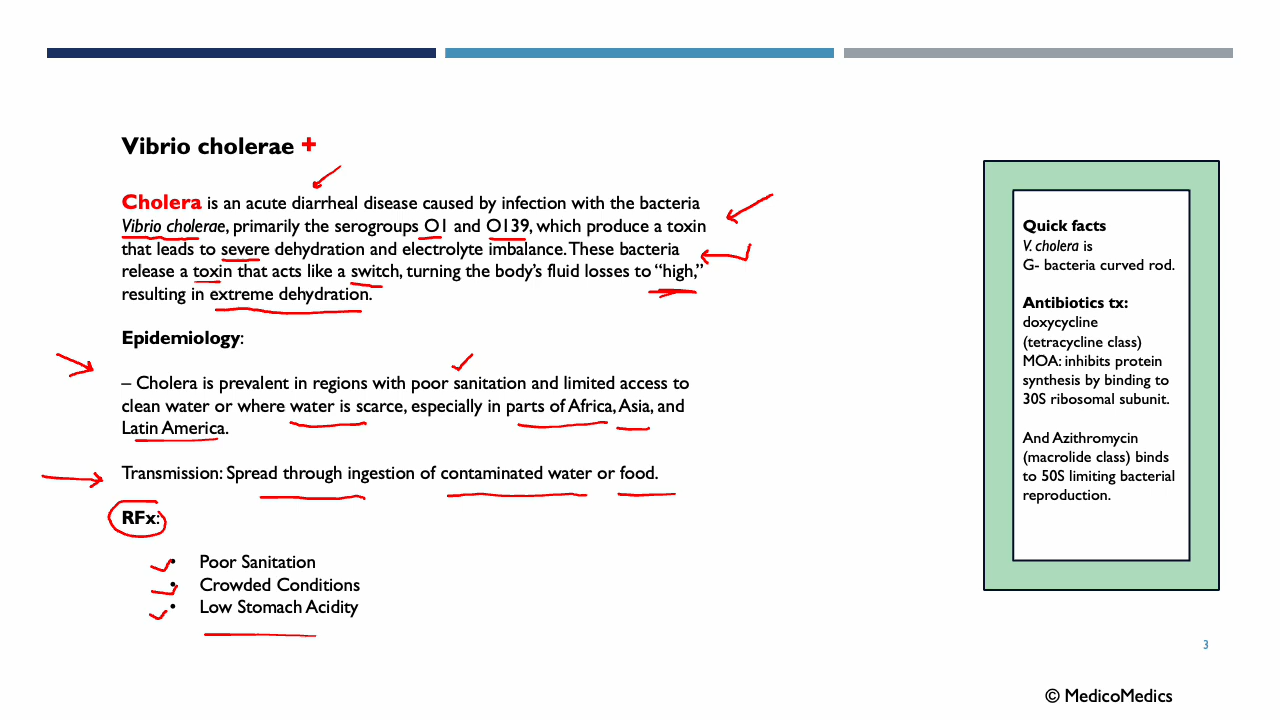 Vibrio cholerae +
Cholera is an acute diarrheal disease caused by infection with the bacteria
Vibrio cholerae, primarily the serogroups O1 and O139, which produce a toxin
that leads to severe dehydration and electrolyte imbalance. These bacteria
release a toxin that acts like a switch, turning the body’s fluid losses to “high,”
resulting in extreme dehydration.
Epidemiology:
– Cholera is prevalent in regions with poor sanitation and limited access to
clean water or where water is scarce, especially in parts of Africa, Asia, and
Latin America.
Transmission: Spread through ingestion of contaminated water or food.
RFx:
• Poor Sanitation
• Crowded Conditions
• Low Stomach Acidity
Quick facts
V. cholera is
G- bacteria curved rod.
Antibiotics tx:
doxycycline
(tetracycline class)
MOA: inhibits protein
synthesis by binding to
30S ribosomal subunit.
And Azithromycin
(macrolide class) binds
to 50S limiting bacterial
reproduction.
3
© MedicoMedics